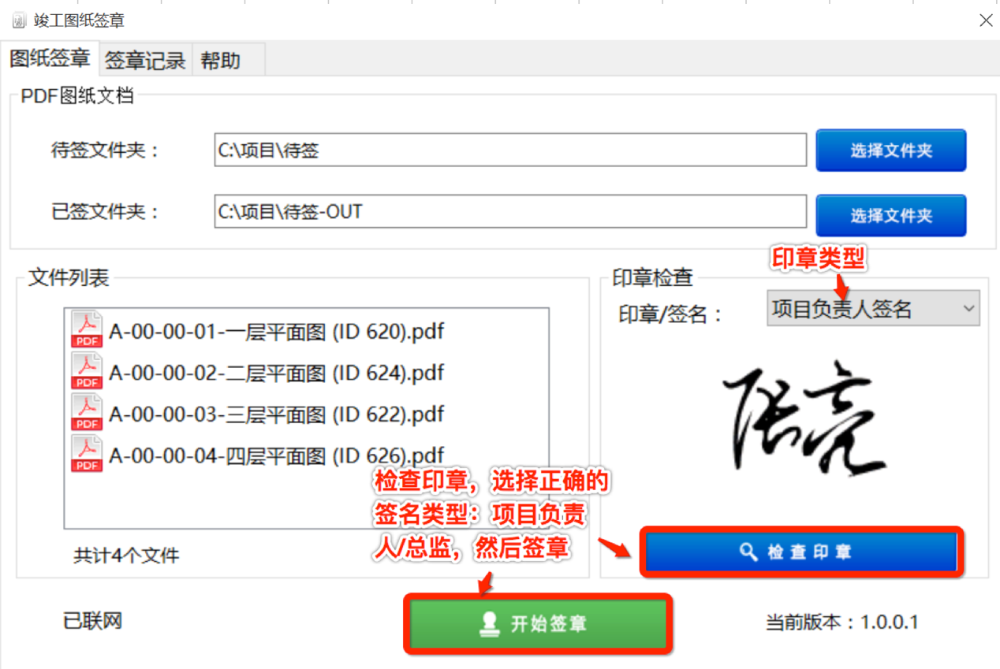 竣工图纸签章
图纸签章 签章记录 帮助
PDF图纸文档
待签文件夹： C:\项目\待签 选择文件夹
已签文件夹： C:\项目\待签-OUT 选择文件夹
印章类型
文件列表
印章检查
印章/签名： 项目负责人签名
PDF A-00-00-01-一层平面图 (ID 620).pdf
PDF A-00-00-02-二层平面图 (ID 624).pdf
PDF A-00-00-03-三层平面图 (ID 622).pdf
PDF A-00-00-04-四层平面图 (ID 626).pdf
检查印章，选择正确的
签名类型：项目负责
人/总监，然后签章
共计4个文件
检查印章
已联网
开始签章
当前版本：1.0.0.1